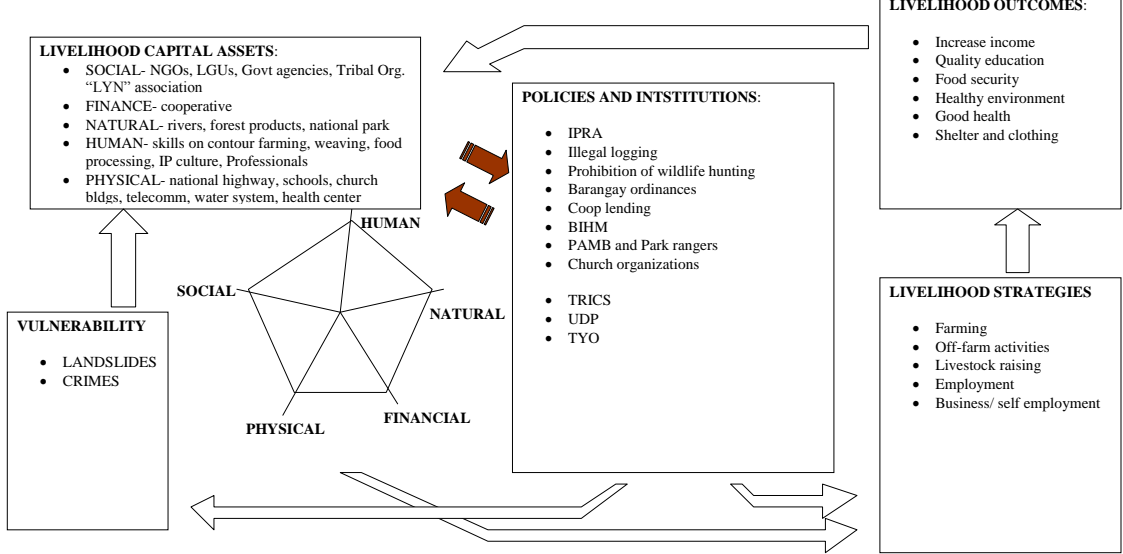 LIVELIHOOD CAPITAL ASSETS:
• SOCIAL- NGOs, LGUs, Govt agencies, Tribal Org.
“LYN” association
• FINANCE- cooperative
• NATURAL- rivers, forest products, national park
• HUMAN- skills on contour farming, weaving, food
processing, IP culture, Professionals
• PHYSICAL- national highway, schools, church
bldgs, telecomm, water system, health center
HUMAN
SOCIAL
NATURAL
PHYSICAL
FINANCIAL
VULNERABILITY
• LANDSLIDES
• CRIMES
POLICIES AND INTSTITUTIONS:
• IPRA
• Illegal logging
• Prohibition of wildlife hunting
• Barangay ordinances
• Coop lending
• BIHM
• PAMB and Park rangers
• Church organizations
• TRICS
• UDP
• TYO
LIVELIHOOD OUTCOMES:
• Increase income
• Quality education
• Food security
• Healthy environment
• Good health
• Shelter and clothing
LIVELIHOOD STRATEGIES
• Farming
• Off-farm activities
• Livestock raising
• Employment
• Business/ self employment